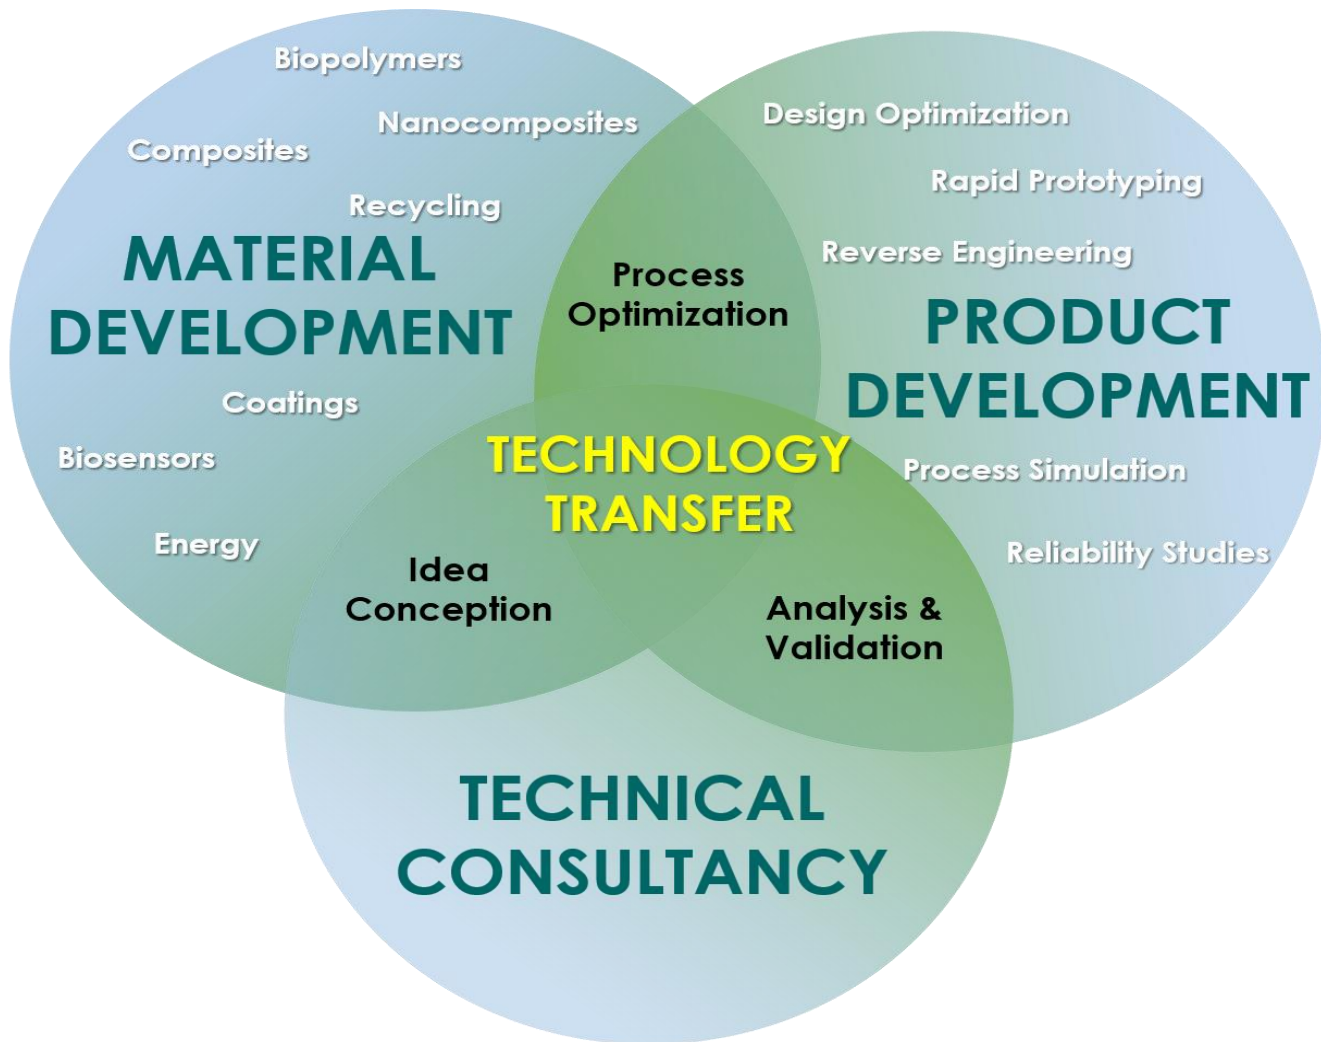 Biopolymers
Nanocomposites
Composites
Recycling
MATERIAL
DEVELOPMENT
Coatings
Biosensors
Energy
Design Optimization
Rapid Prototyping
Reverse Engineering
PRODUCT
DEVELOPMENT
Process Simulation
Reliability Studies
Process
Optimization
TECHNOLOGY
TRANSFER
Idea
Conception
Analysis &
Validation
TECHNICAL
CONSULTANCY